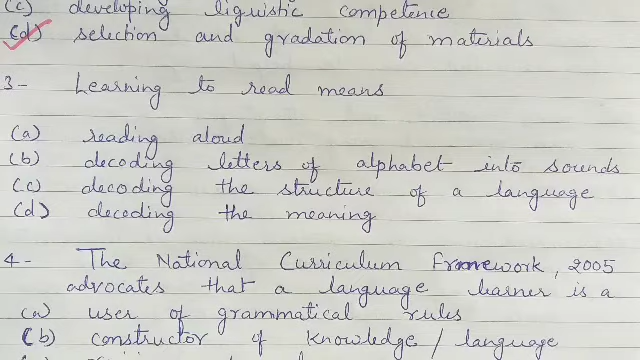 (c) developing liguistic competence
(d) selection and gradation of materials
3- Learning to read means
(a) reading aloud
(b) decoding letters of alphabet into sounds
(c) decoding the structure of a language
(d) decoding the meaning
4- The National Curriculum Framework, 2005
advocates that a language learner is a
(a) user of grammatical rules
(b) constructor of knowledge / language